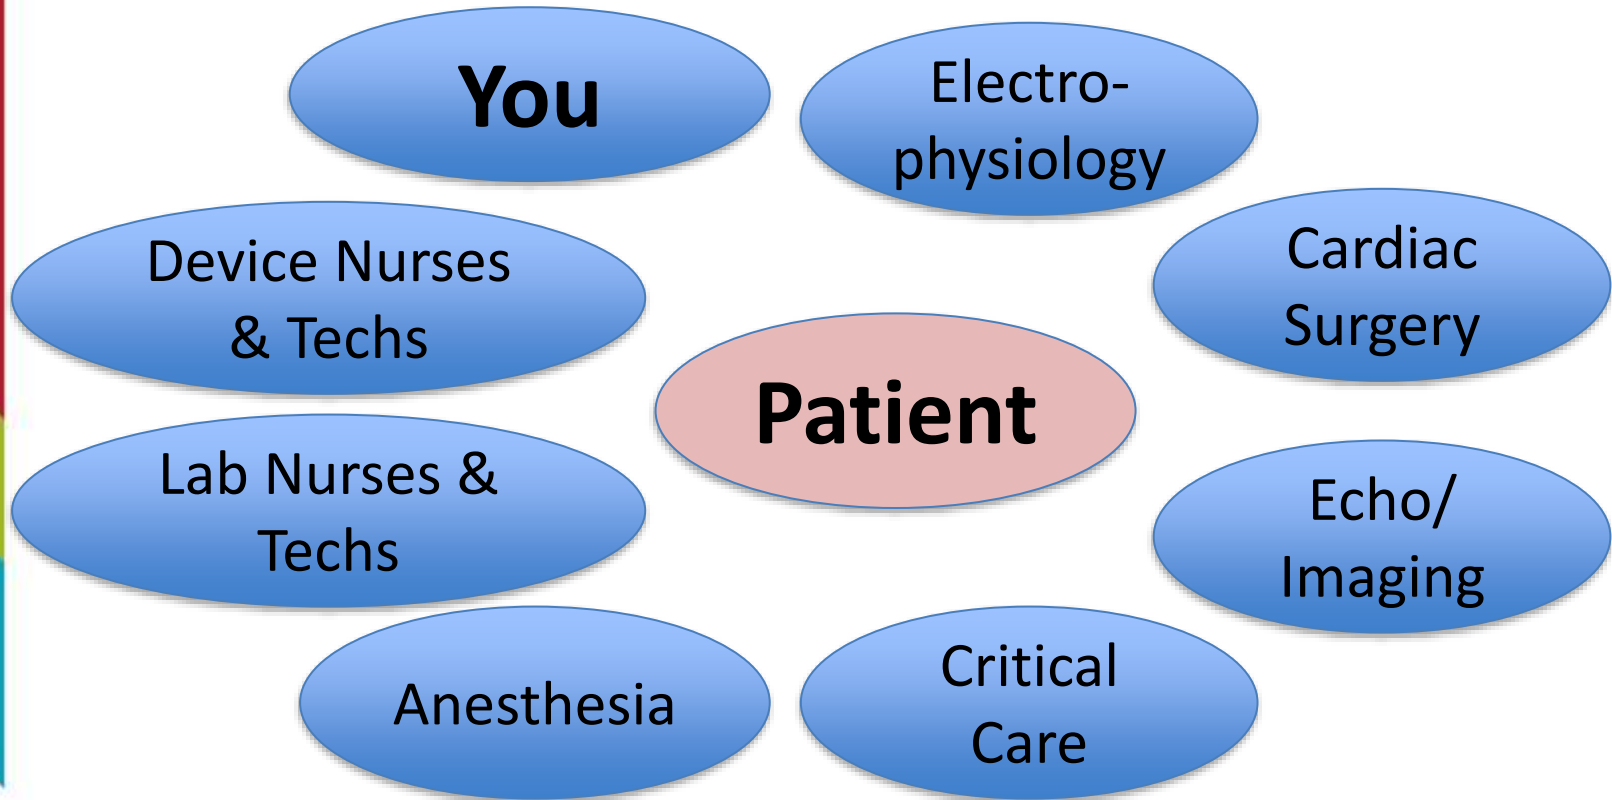 You
Electro-
physiology
Device Nurses
& Techs
Cardiac
Surgery
Patient
Lab Nurses &
Techs
Echo/
Imaging
Anesthesia
Critical
Care